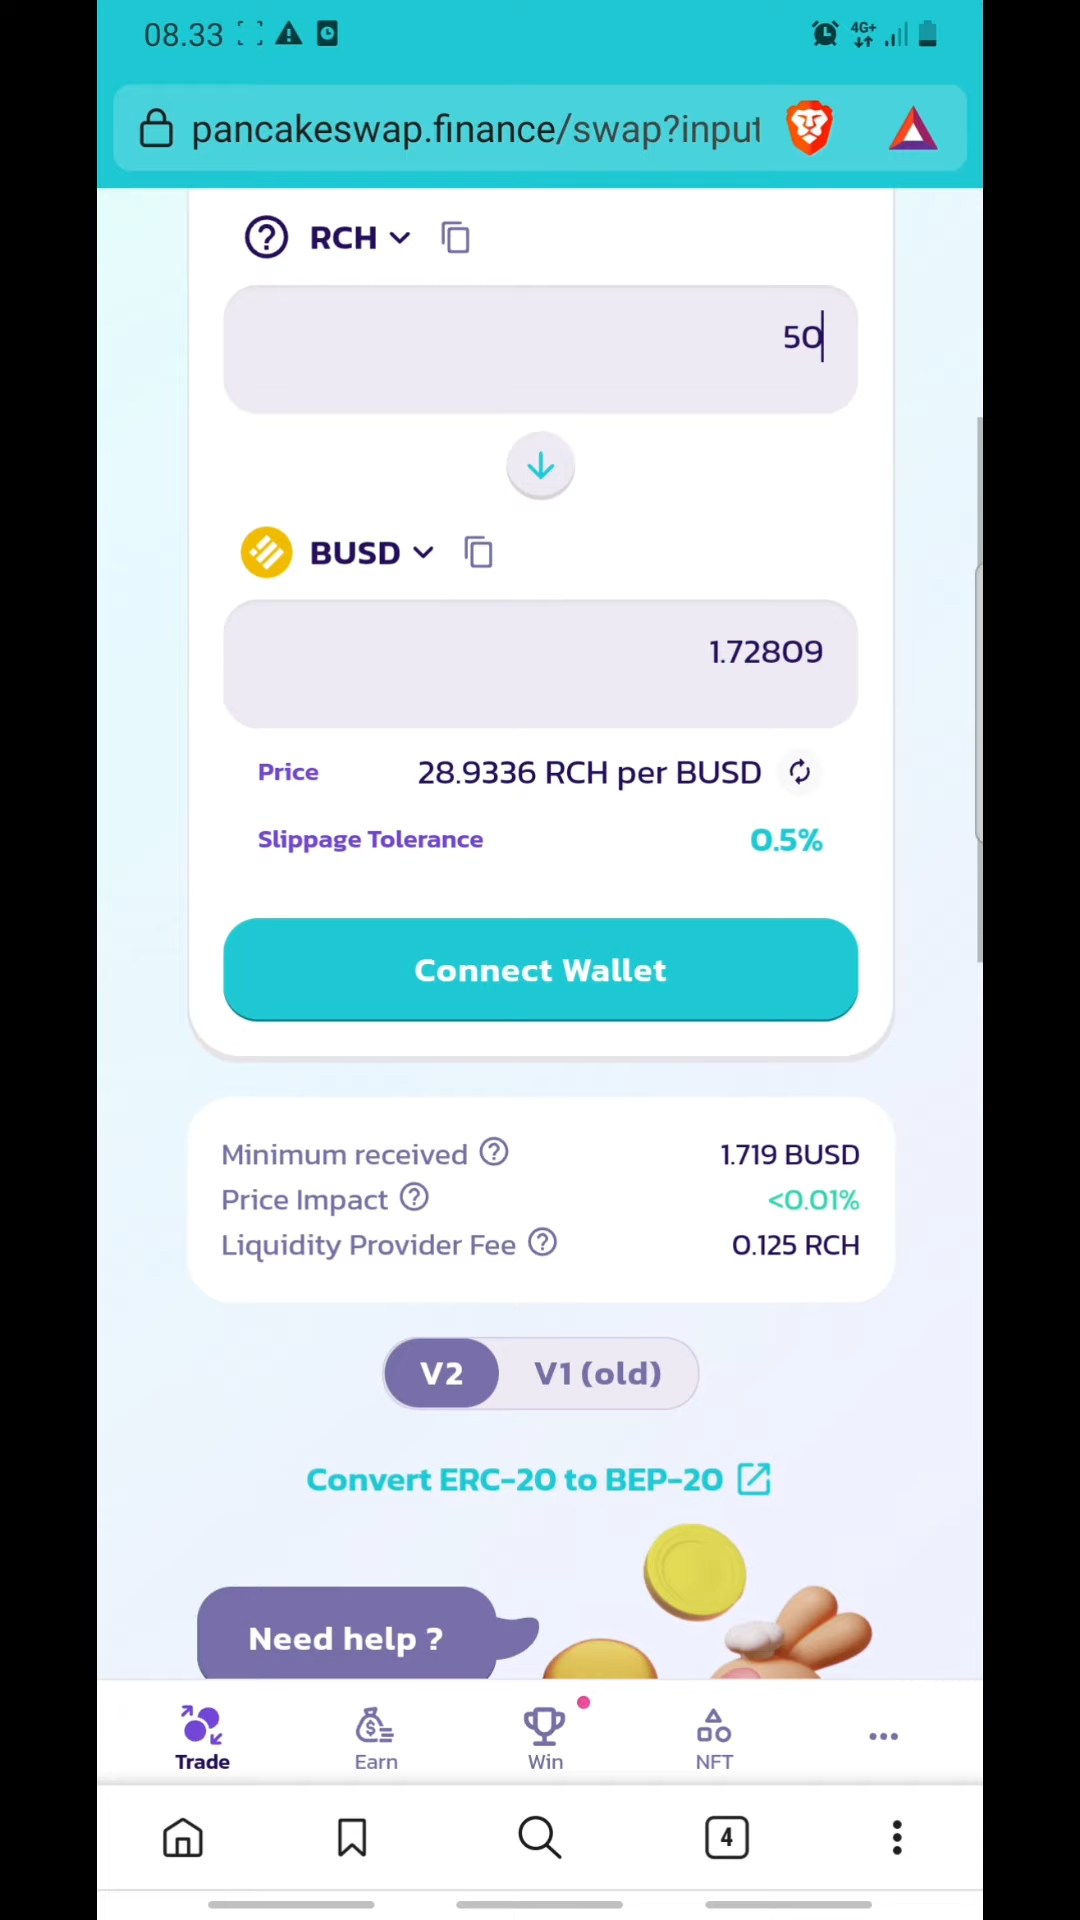 08.33
4G+
pancakeswap.finance/swap?input
RCH
50
BUSD
1.72809
Price 28.9336 RCH per BUSD
Slippage Tolerance 0.5%
Connect Wallet
Minimum received ? 1.719 BUSD
Price Impact ? <0.01%
Liquidity Provider Fee ? 0.125 RCH
V2 V1 (old)
Convert ERC-20 to BEP-20
Need help ?
Trade Earn Win NFT
4